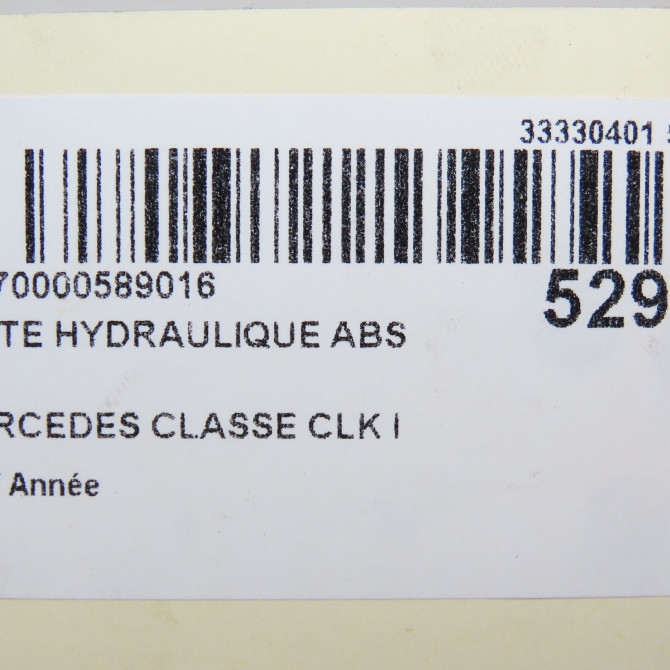 33330401
70000589016
529
TE HYDRAULIQUE ABS
RCEDES CLASSE CLK I
Année